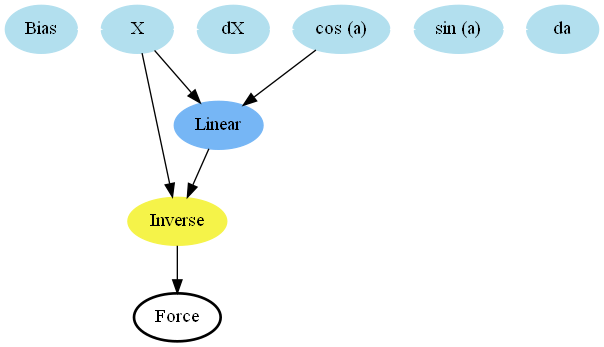 Bias
X
dX
cos (a)
sin (a)
da
Linear
Inverse
Force